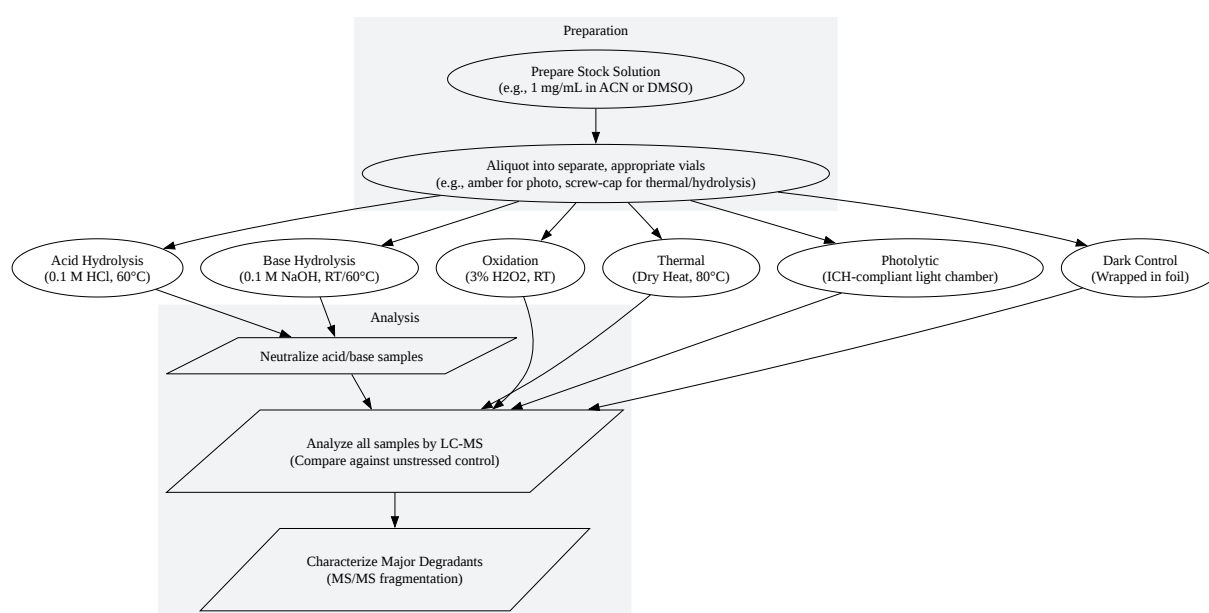 Preparation
Prepare Stock Solution
(e.g., 1 mg/mL in ACN or DMSO)
Aliquot into separate, appropriate vials
(e.g., amber for photo, screw-cap for thermal/hydrolysis)
Acid Hydrolysis
(0.1 M HCl, 60°C)
Base Hydrolysis
(0.1 M NaOH, RT/60°C)
Oxidation
(3% H2O2, RT)
Thermal
(Dry Heat, 80°C)
Photolytic
(ICH-compliant light chamber)
Dark Control
(Wrapped in foil)
Analysis
Neutralize acid/base samples
Analyze all samples by LC-MS
(Compare against unstressed control)
Characterize Major Degradants
(MS/MS fragmentation)